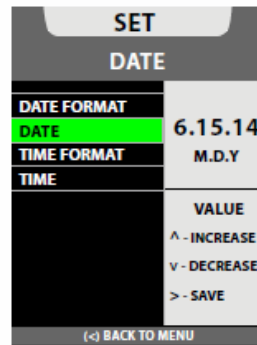 SET
DATE
DATE FORMAT
DATE
TIME FORMAT
TIME
6.15.14
M.D.Y
VALUE
^ - INCREASE
v - DECREASE
> - SAVE
(<) BACK TO MENU